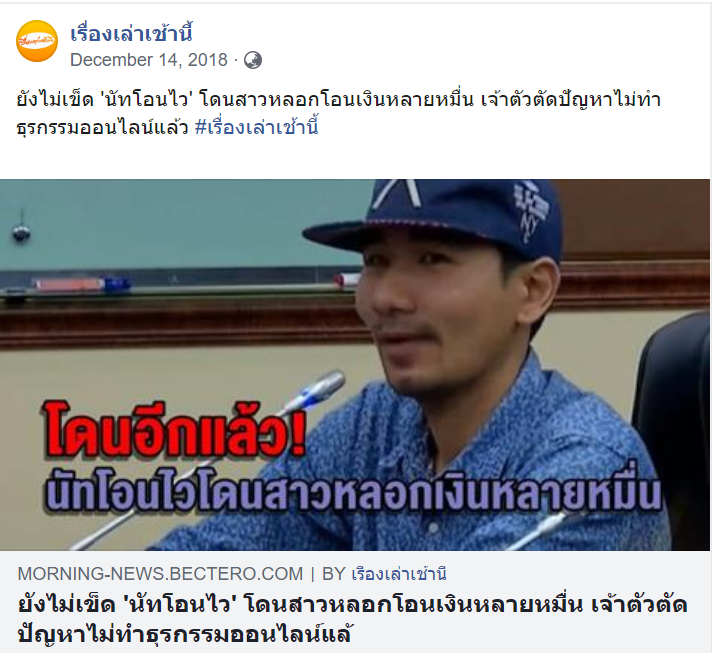 เรื่องเล่าเช้านี้
December 14, 2018 ·
ยังไม่เข็ด 'นัทโอนไว' โดนสาวหลอกโอนเงินหลายหมื่น เจ้าตัวตัดปัญหาไม่ทำ
ธุรกรรมออนไลน์แล้ว #เรื่องเล่าเช้านี้
NY
โดนอีกแล้ว!
นัทโอนไวโดนสาวหลอกเงินหลายหมื่น
MORNING-NEWS.BECTERO.COM | BY เรื่องเล่าเช้านี้
ยังไม่เข็ด 'นัทโอนไว' โดนสาวหลอกโอนเงินหลายหมื่น เจ้าตัวตัด
ปัญหาไม่ทำธุรกรรมออนไลน์แล้